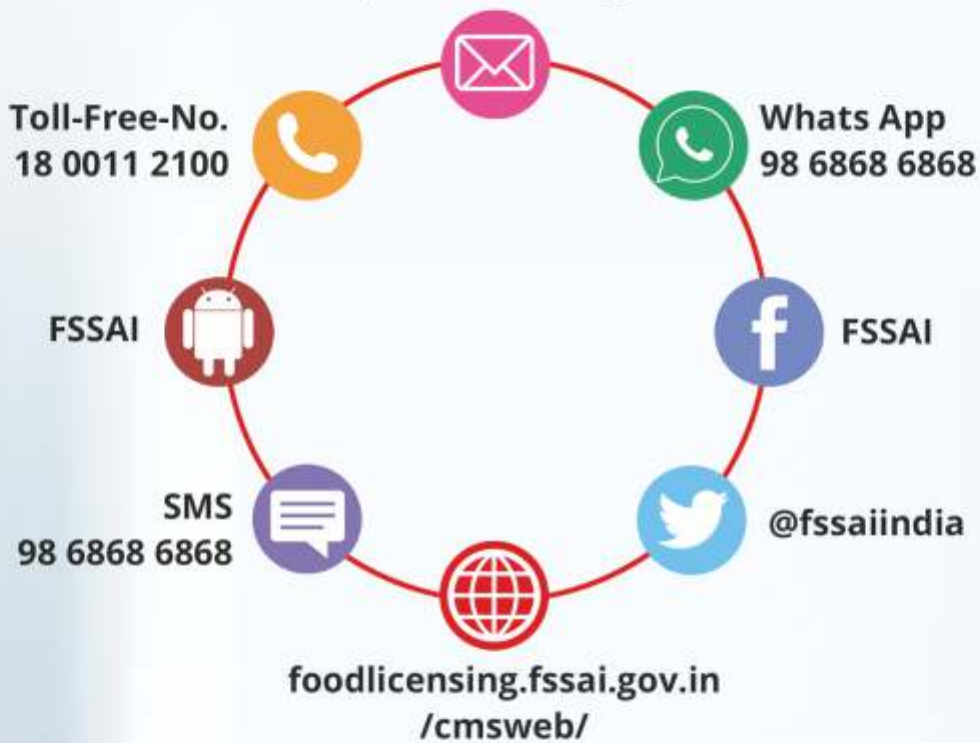 Toll-Free-No.
18 0011 2100
Whats App
98 6868 6868
FSSAI
f
FSSAI
SMS
98 6868 6868
@fssaiindia
foodlicensing.fssai.gov.in
/cmsweb/